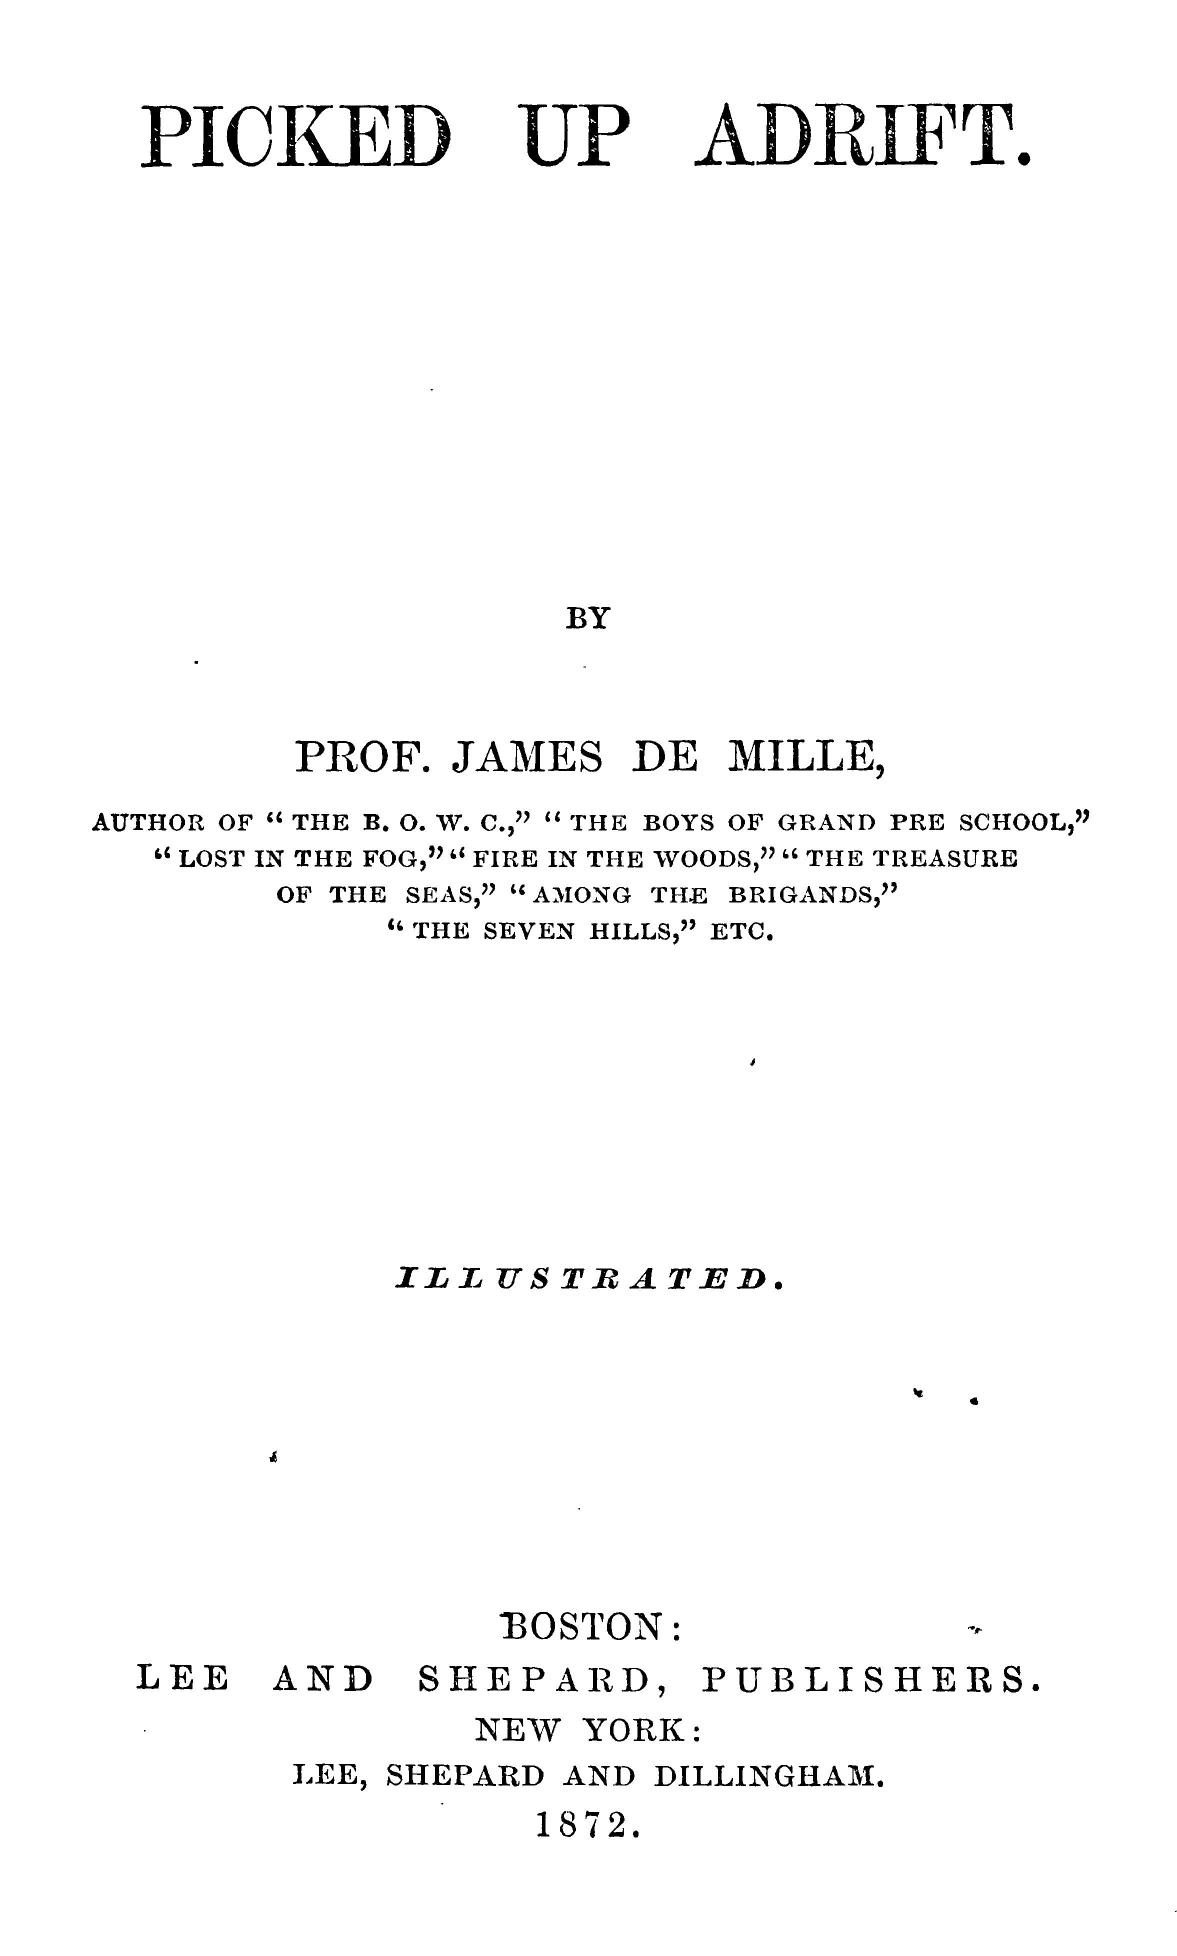 PICKED UP ADRIFT.
BY
PROF. JAMES DE MILLE,
AUTHOR OF “THE B. O. W. C.,” “THE BOYS OF GRAND PRE SCHOOL,”
“LOST IN THE FOG,” “FIRE IN THE WOODS,” “THE TREASURE
OF THE SEAS,” “AMONG THE BRIGANDS,”
“THE SEVEN HILLS,” ETC.
ILLUSTRATED.
BOSTON:
LEE AND SHEPARD, PUBLISHERS.
NEW YORK:
LEE, SHEPARD AND DILLINGHAM.
1872.